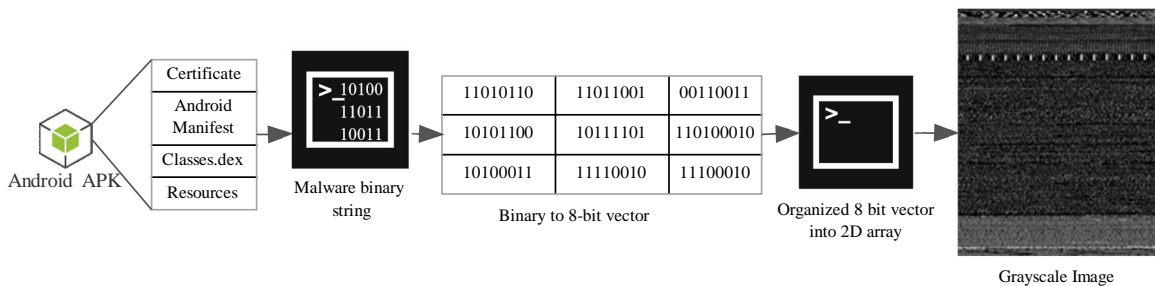 Android APK
Certificate
Android
Manifest
Classes.dex
Resources
>_10100
11011
10011
Malware binary
string
11010110 11011001 00110011
10101100 10111101 110100010
10100011 11110010 11100010
Binary to 8-bit vector
>_
Organized 8 bit vector
into 2D array
Grayscale Image